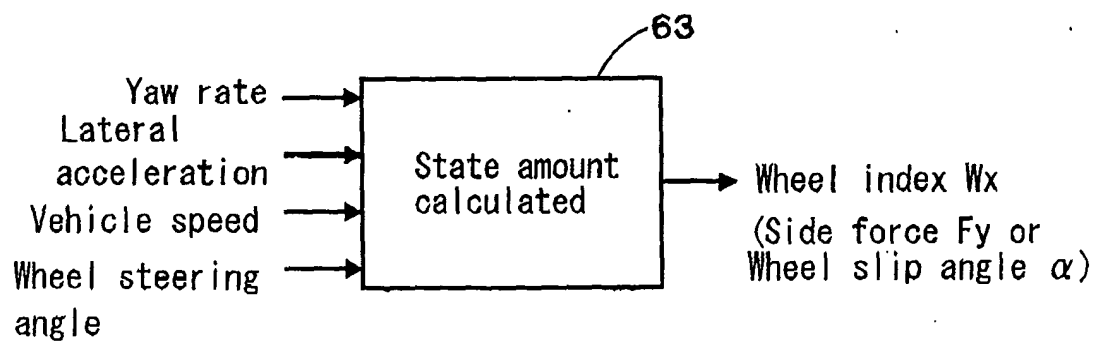 63
Yaw rate
Lateral
acceleration
Vehicle speed
Wheel steering
angle
State amount
calculated
Wheel index Wx
(Side force Fy or
Wheel slip angle α)